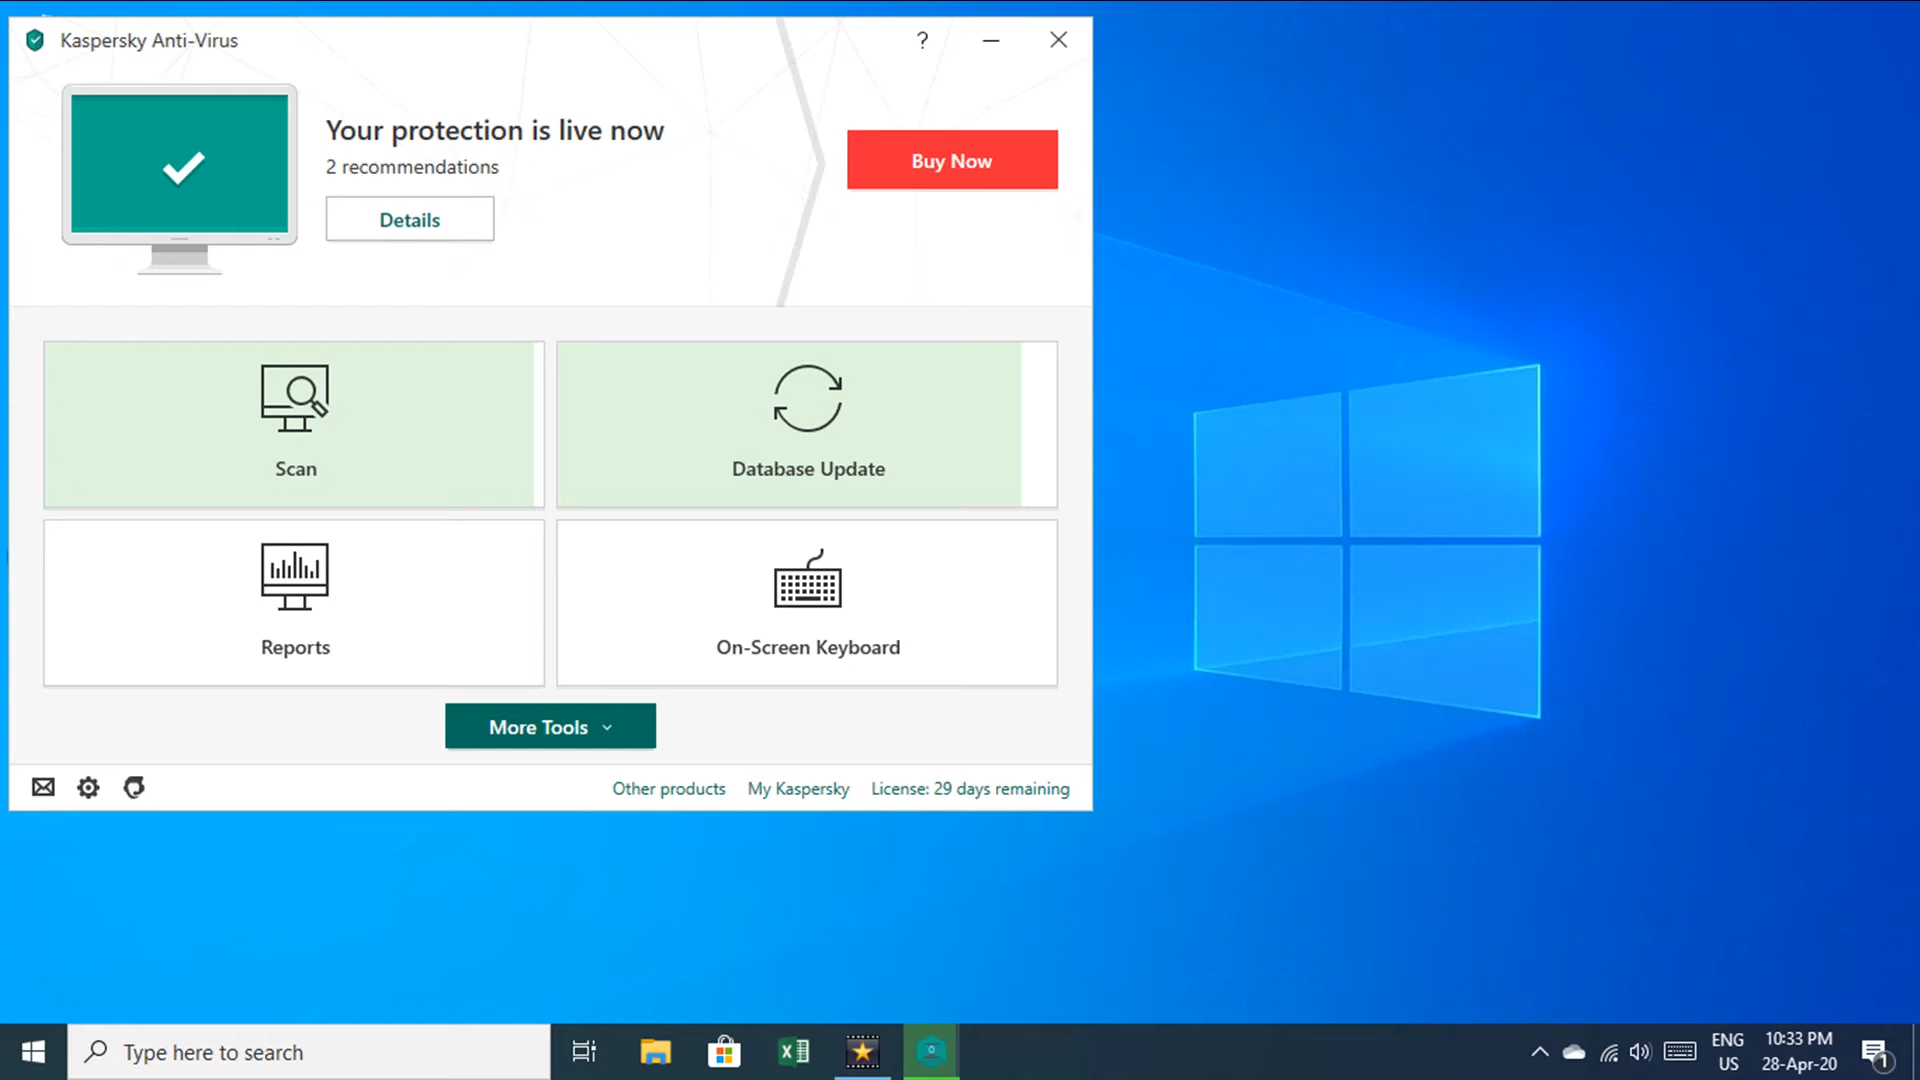 Kaspersky Anti-Virus
?
Your protection is live now
2 recommendations
Details
Buy Now
Scan
Database Update
Reports
On-Screen Keyboard
More Tools
Other products
My Kaspersky
License: 29 days remaining
Type here to search
ENG
US
10:33 PM
28-Apr-20
1